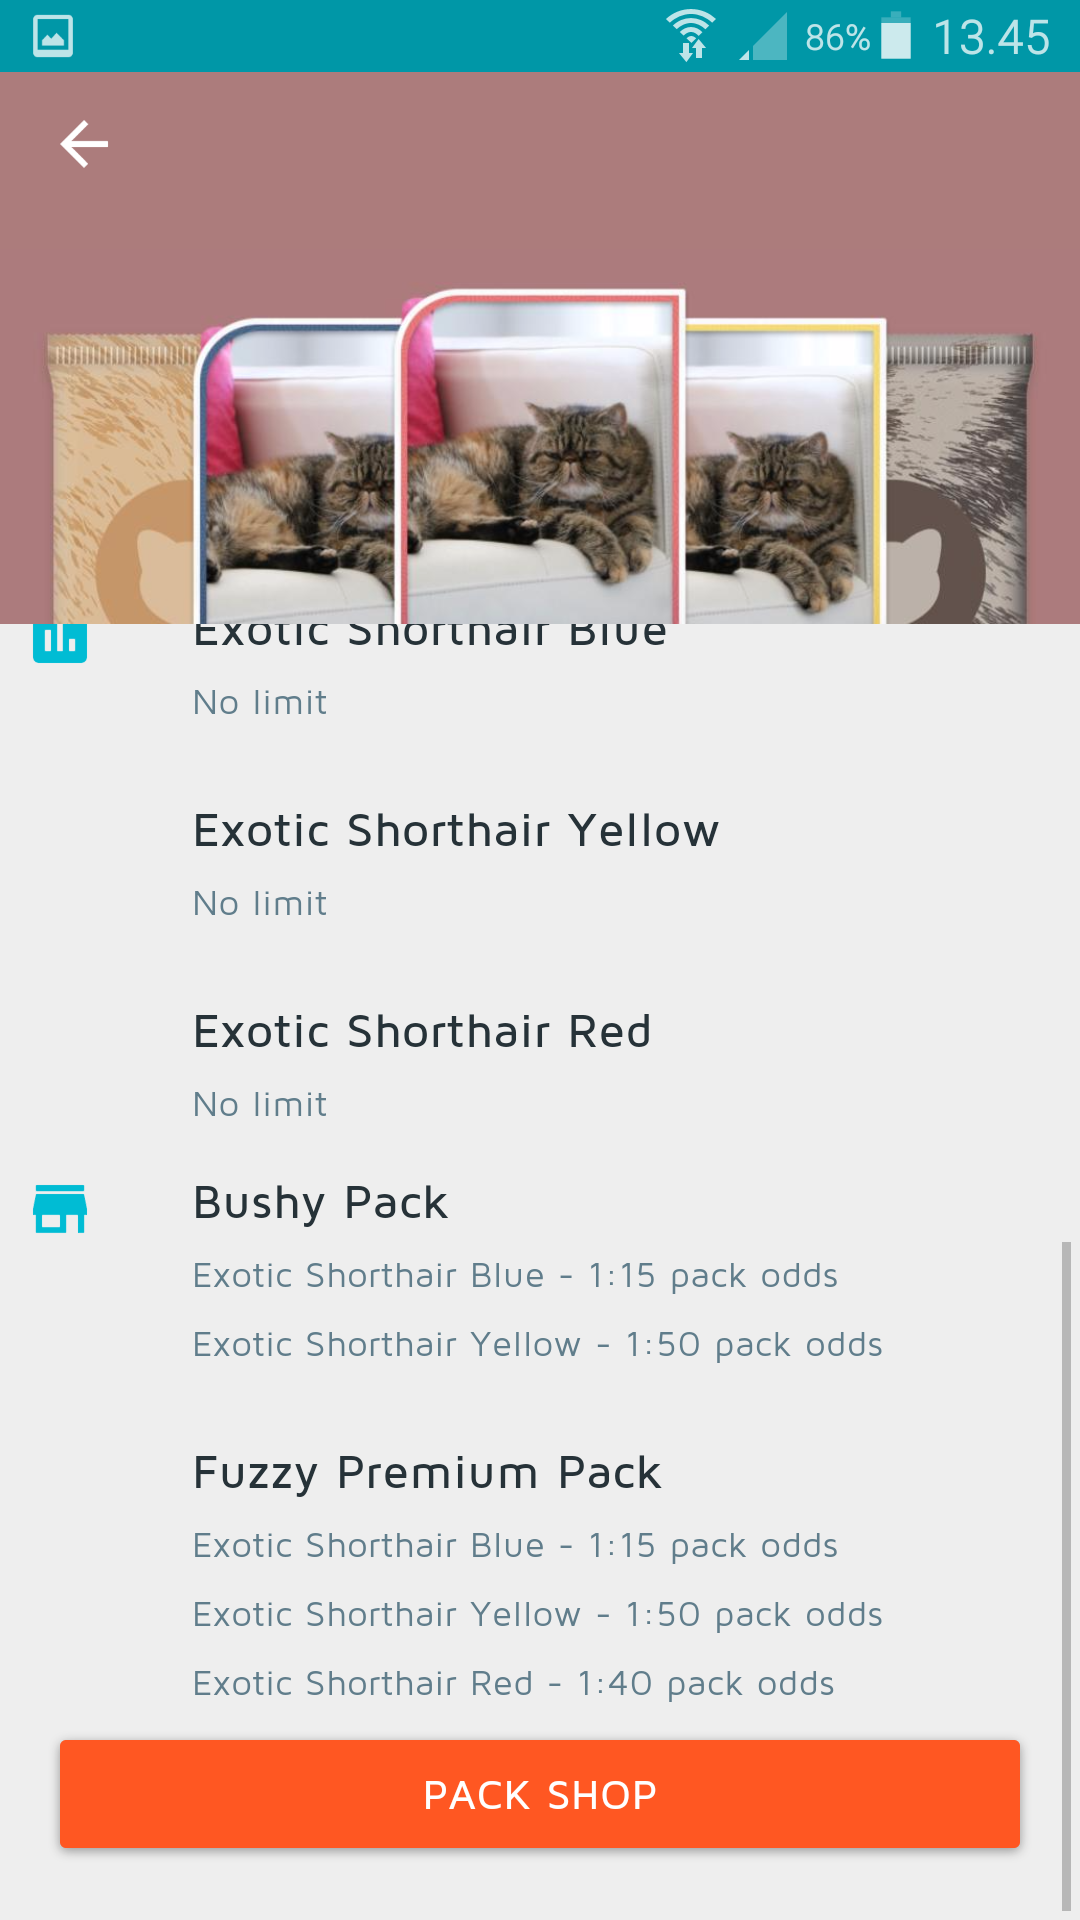 86% 13.45
Exotic Shorthair Blue
No limit
Exotic Shorthair Yellow
No limit
Exotic Shorthair Red
No limit
Bushy Pack
Exotic Shorthair Blue - 1:15 pack odds
Exotic Shorthair Yellow - 1:50 pack odds
Fuzzy Premium Pack
Exotic Shorthair Blue - 1:15 pack odds
Exotic Shorthair Yellow - 1:50 pack odds
Exotic Shorthair Red - 1:40 pack odds
PACK SHOP